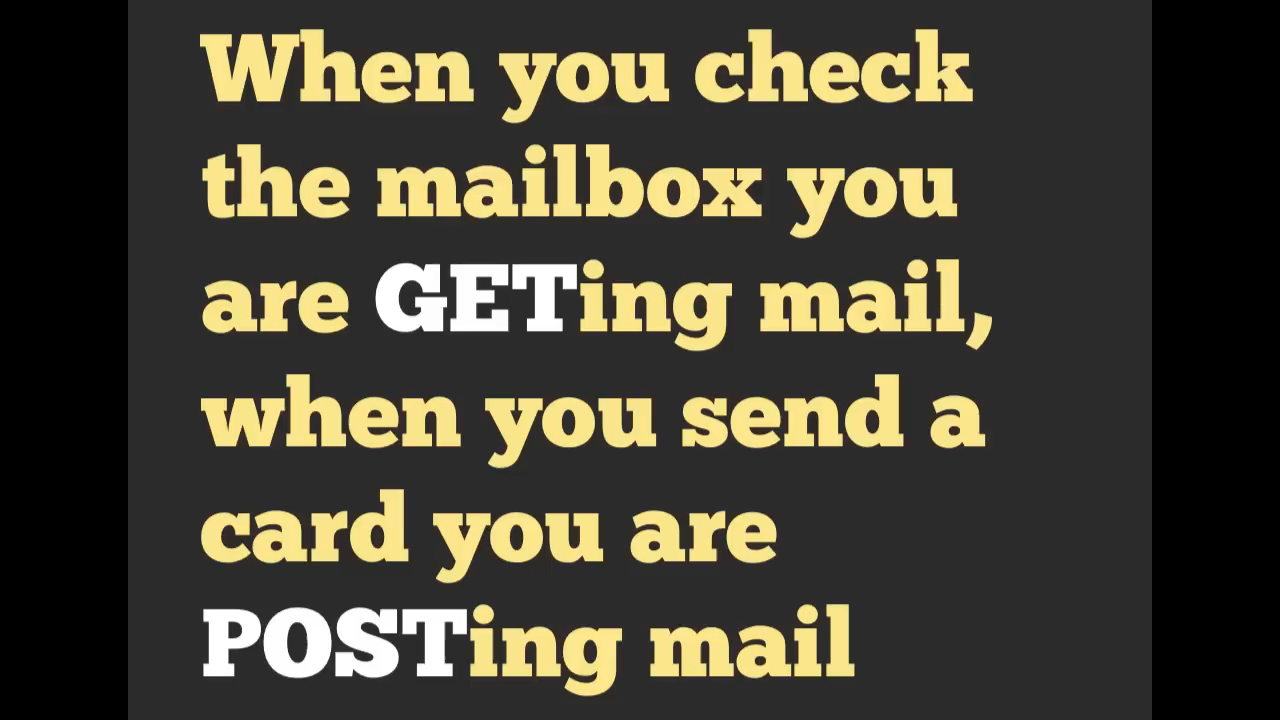 When you check
the mailbox you
are GETing mail,
when you send a
card you are
POSTing mail